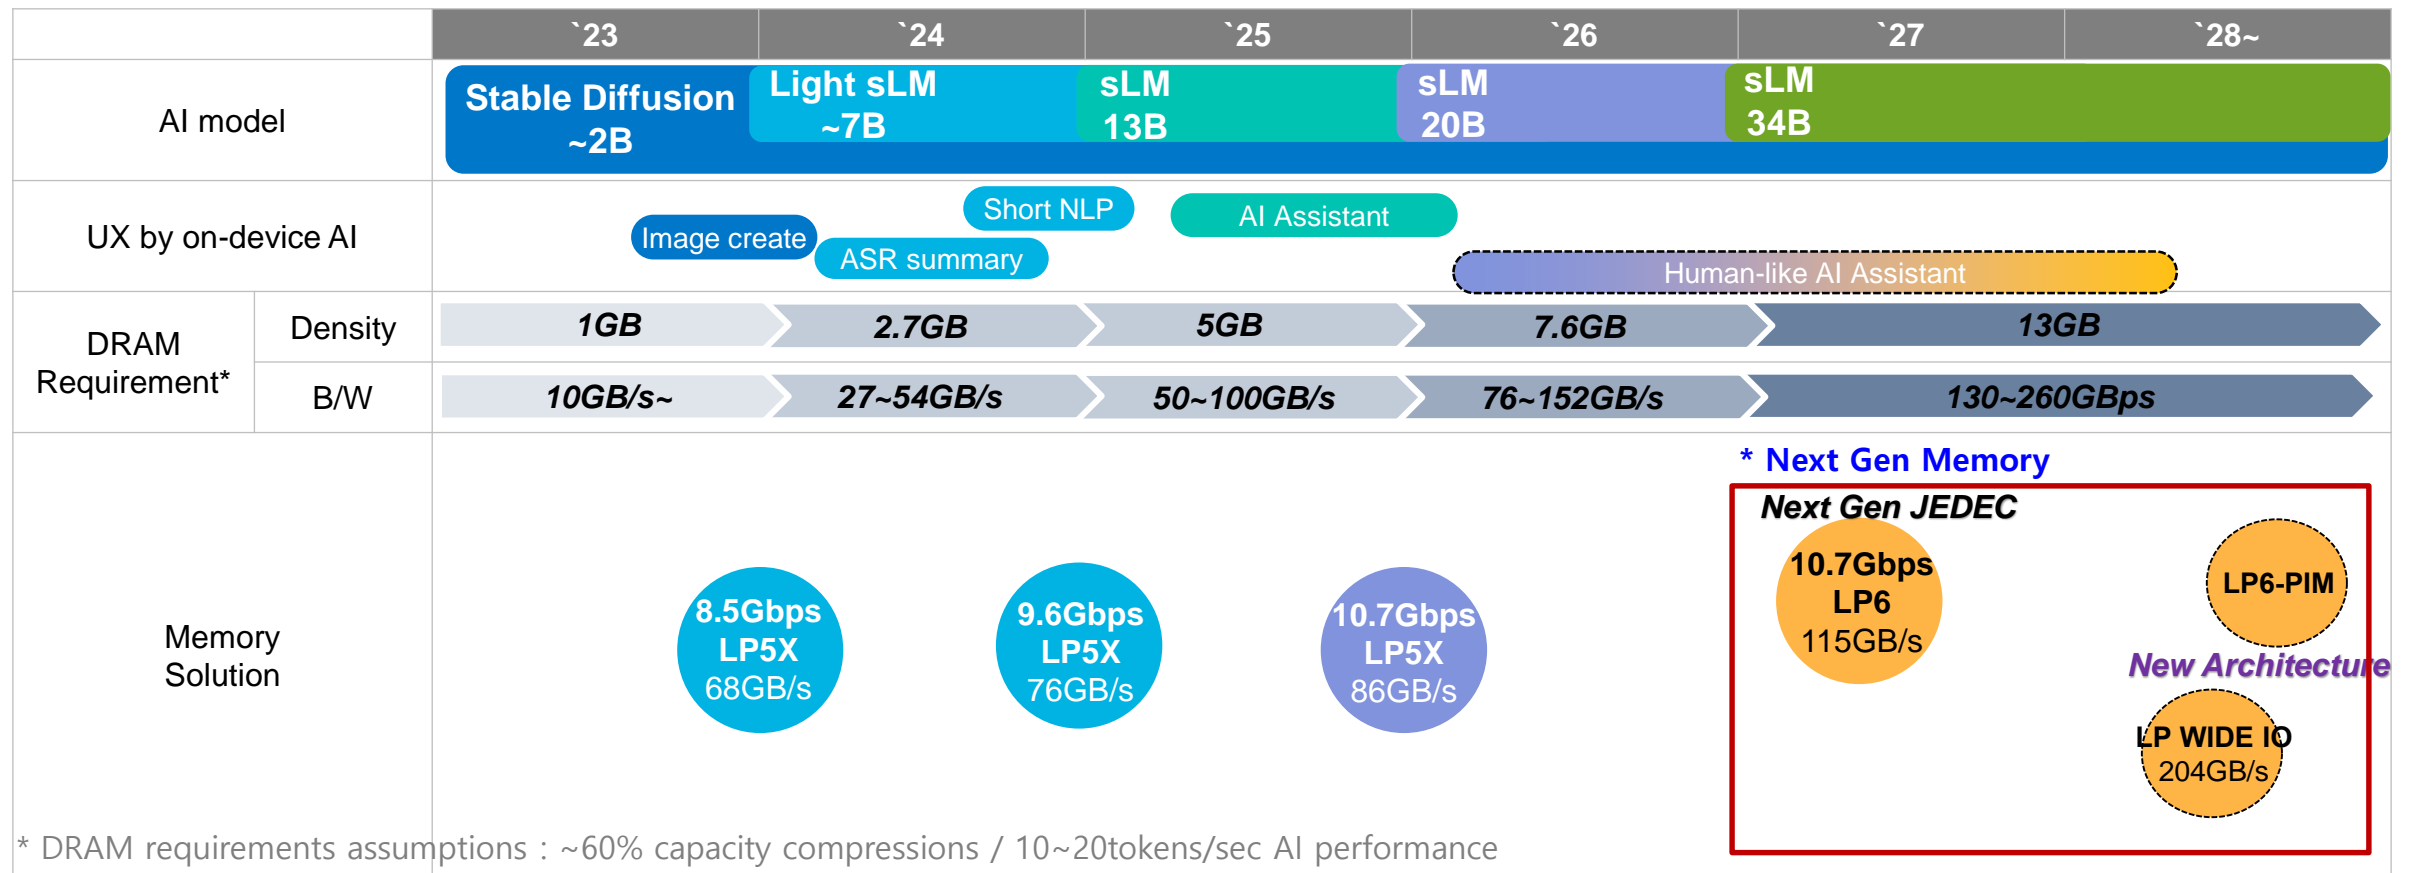 `23
`24
`25
`26
`27
`28~
AI model
Stable Diffusion
~2B
Light sLM
~7B
sLM
13B
sLM
20B
sLM
34B
UX by on-device AI
Image create
ASR summary
Short NLP
AI Assistant
Human-like AI Assistant
DRAM
Requirement*
Density
1GB
2.7GB
5GB
7.6GB
13GB
B/W
10GB/s~
27~54GB/s
50~100GB/s
76~152GB/s
130~260GBps
Memory
Solution
8.5Gbps
LP5X
68GB/s
9.6Gbps
LP5X
76GB/s
10.7Gbps
LP5X
86GB/s
* Next Gen Memory
Next Gen JEDEC
10.7Gbps
LP6
115GB/s
LP6-PIM
New Architecture
LP WIDE IO
204GB/s
* DRAM requirements assumptions : ~60% capacity compressions / 10~20tokens/sec AI performance